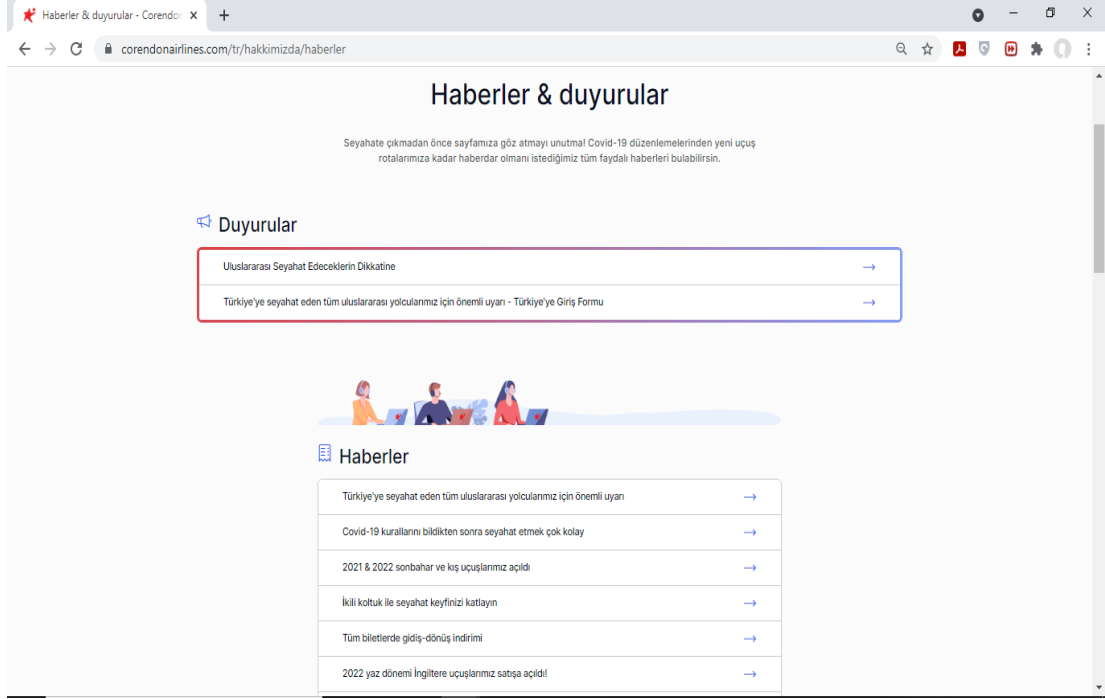 Haberler & duyurular - Corendon
corendonairlines.com/tr/hakkimizda/haberler
Haberler & duyurular
Seyahate çıkmadan önce sayfamıza göz atmayı unutma! Covid-19 düzenlemelerinden yeni uçuş
rotalarımıza kadar haberdar olmanı istediğimiz tüm faydalı haberleri bulabilirsin.
Duyurular
Uluslararası Seyahat Edeceklerin Dikkatine
Türkiye'ye seyahat eden tüm uluslararası yolcularımız için önemli uyarı - Türkiye'ye Giriş Formu
Haberler
Türkiye'ye seyahat eden tüm uluslararası yolcularımız için önemli uyarı
Covid-19 kurallarını bildikten sonra seyahat etmek çok kolay
2021 & 2022 sonbahar ve kış uçuşlarımız açıldı
İkili koltuk ile seyahat keyfinizi katlayın
Tüm biletlerde gidiş-dönüş indirimi
2022 yaz dönemi İngiltere uçuşlarımız satışa açıldı!